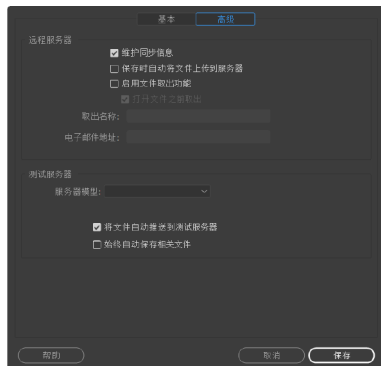 基本 高级
远程服务器
维护同步信息
保存时自动将文件上传到服务器
启用文件取出功能
打开文件之前取出
取出名称:
电子邮件地址:
测试服务器
服务器模型:
将文件自动推送到测试服务器
始终自动保存相关文件
帮助 取消 保存